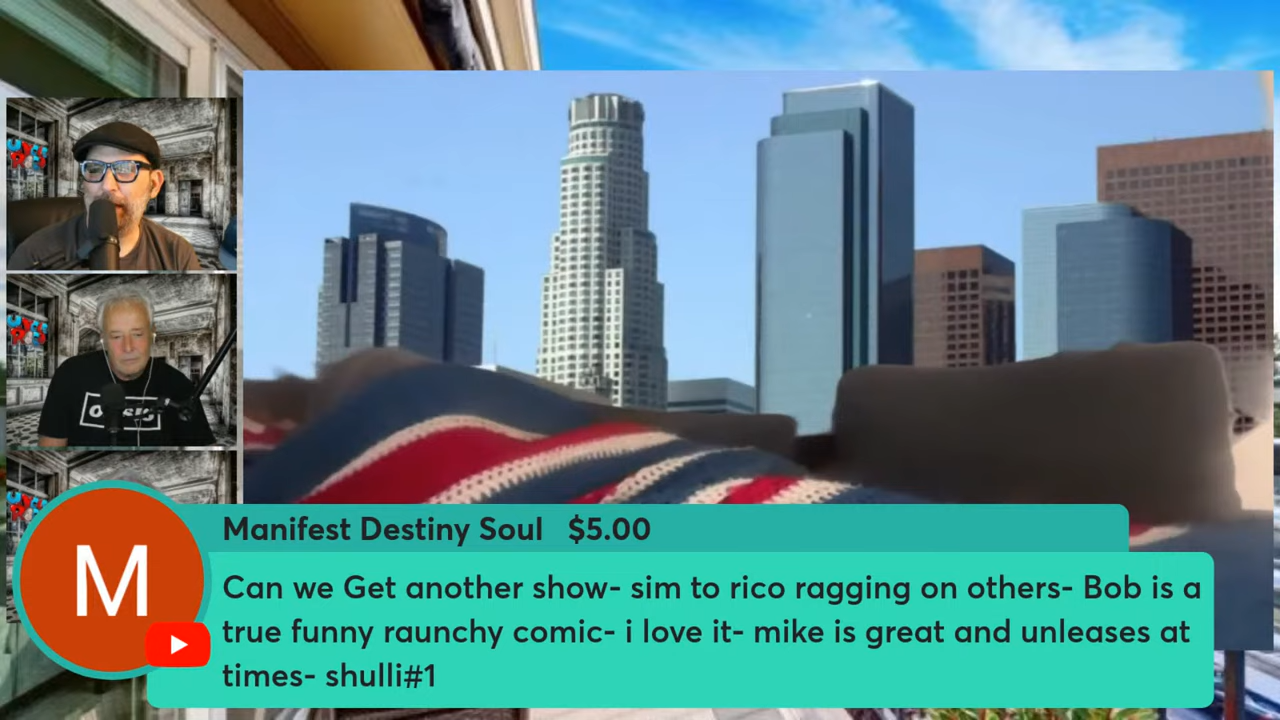 Manifest Destiny Soul $5.00
Can we Get another show- sim to rico ragging on others- Bob is a
true funny raunchy comic- i love it- mike is great and unleases at
times- shulli#1
M